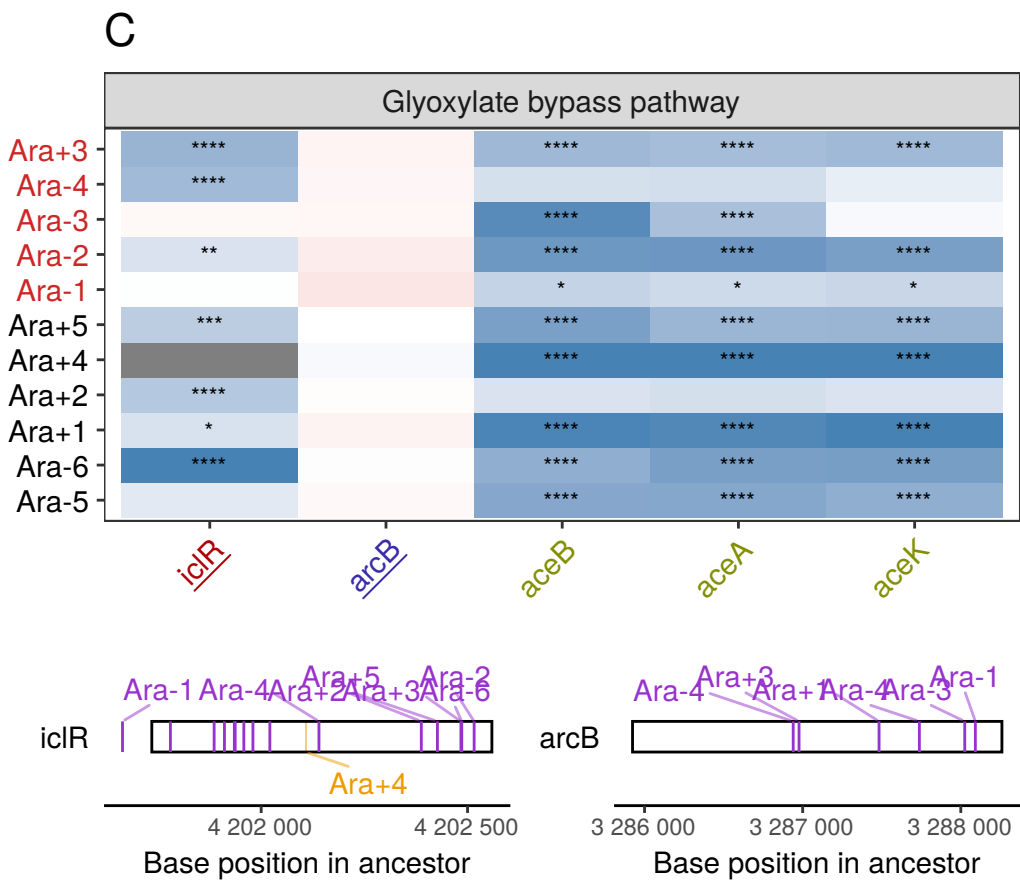 C
Glyoxylate bypass pathway
Ara+3 **** **** **** ****
Ara-4 ****
Ara-3 **** ****
Ara-2 ** **** **** ****
Ara-1 * * *
Ara+5 *** **** **** ****
Ara+4 **** **** ****
Ara+2 ****
Ara+1 * **** **** ****
Ara-6 **** **** **** ****
Ara-5 **** **** ****
iclR arcB aceB aceA aceK
Ara+5 Ara-2
Ara-1 Ara-4 Ara+2 Ara+3 Ara-6
iclR
Ara+4
4 202 000 4 202 500
Base position in ancestor
Ara+3 Ara-1
Ara-4 Ara+1 Ara-4 Ara-3
arcB
3 286 000 3 287 000 3 288 000
Base position in ancestor